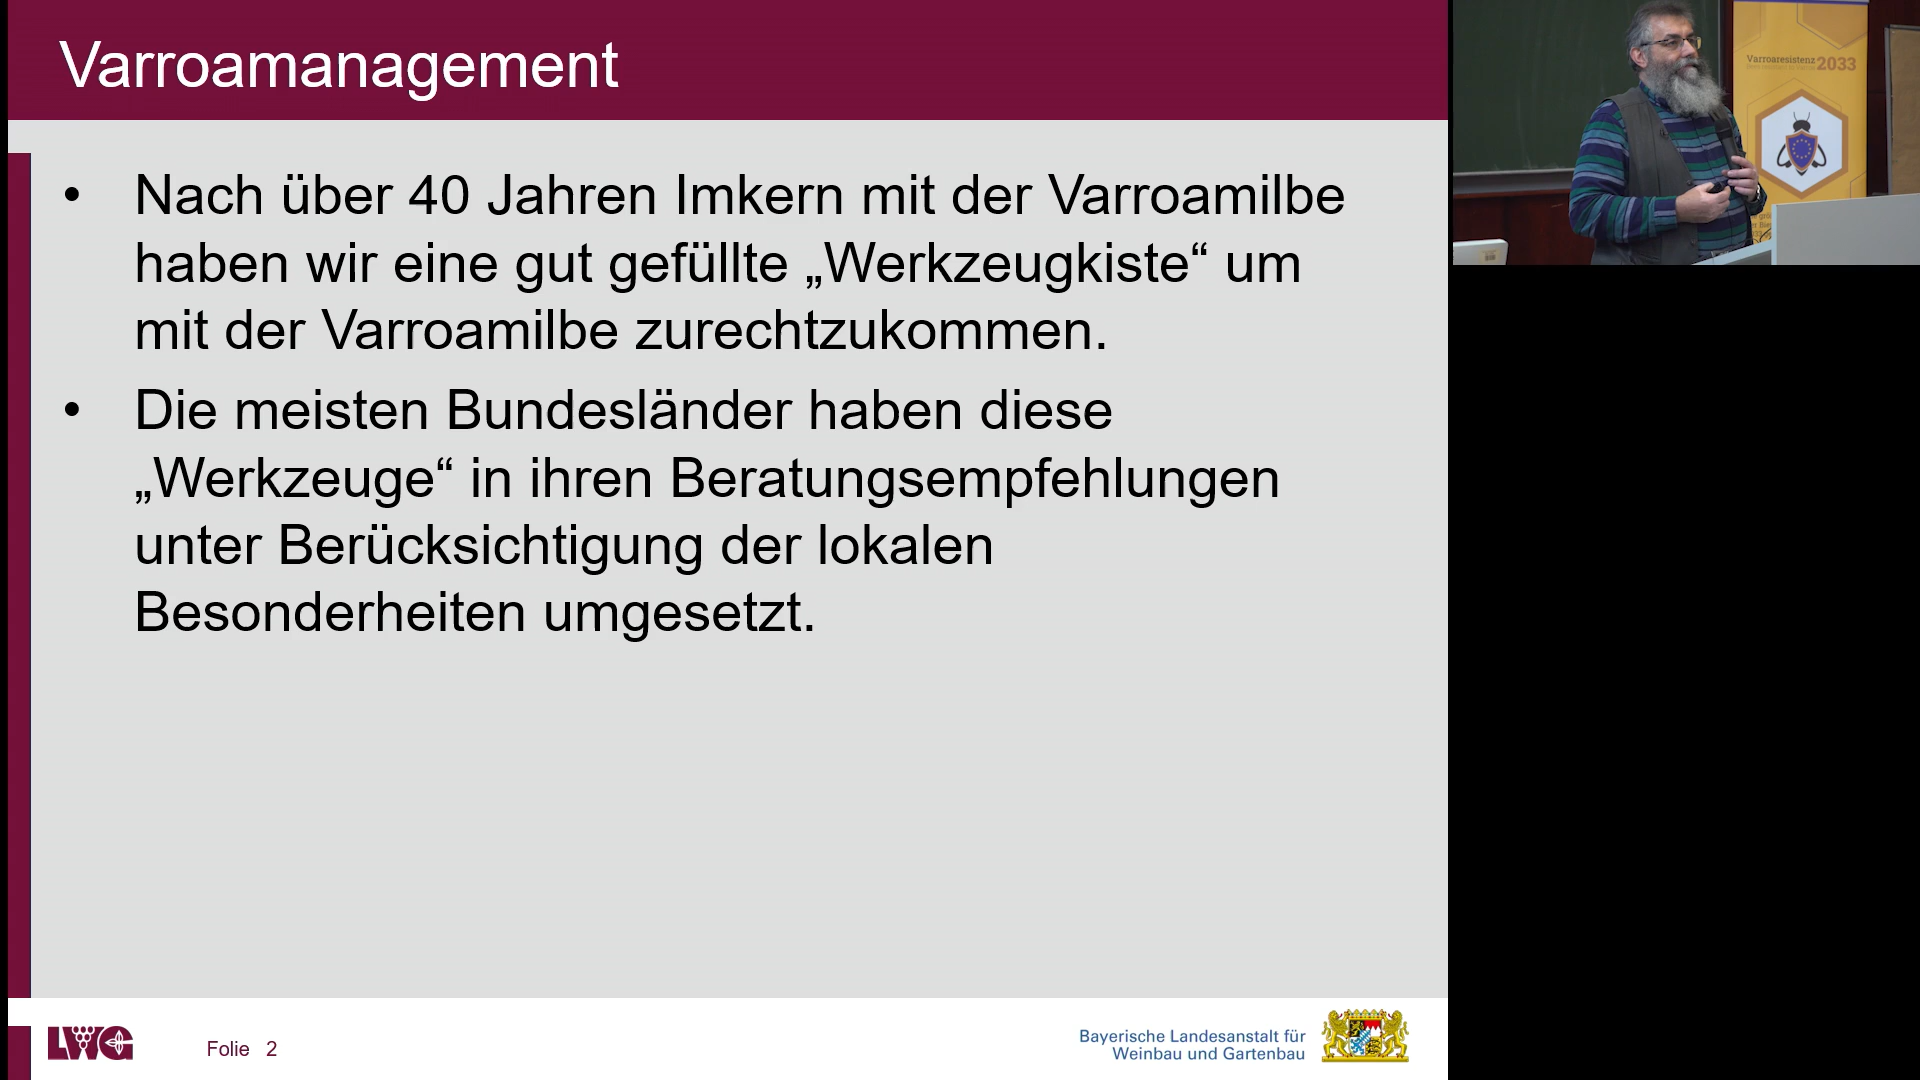 Varroamanagement
• Nach über 40 Jahren Imkern mit der Varroamilbe
haben wir eine gut gefüllte „Werkzeugkiste“ um
mit der Varroamilbe zurechtzukommen.
• Die meisten Bundesländer haben diese
„Werkzeuge“ in ihren Beratungsempfehlungen
unter Berücksichtigung der lokalen
Besonderheiten umgesetzt.
LWG
Folie 2
Bayerische Landesanstalt für
Weinbau und Gartenbau
Varroaresistenz
2033